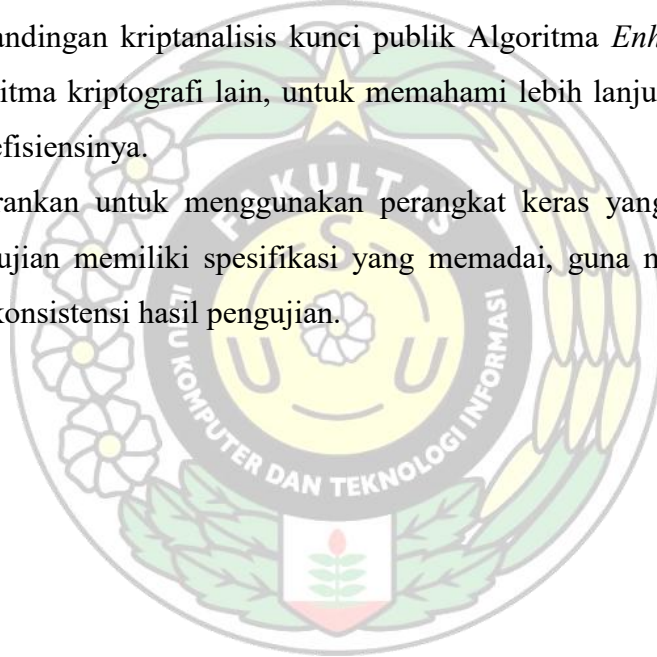 andingan kriptanalisis kunci publik Algoritma Enh
itma kriptografi lain, untuk memahami lebih lanju
efisiensinya.
rankan untuk menggunakan perangkat keras yang
ujian memiliki spesifikasi yang memadai, guna m
konsistensi hasil pengujian.
FAKULTAS
U S U
ILMU KOMPUTER DAN TEKNOLOGI INFORMASI